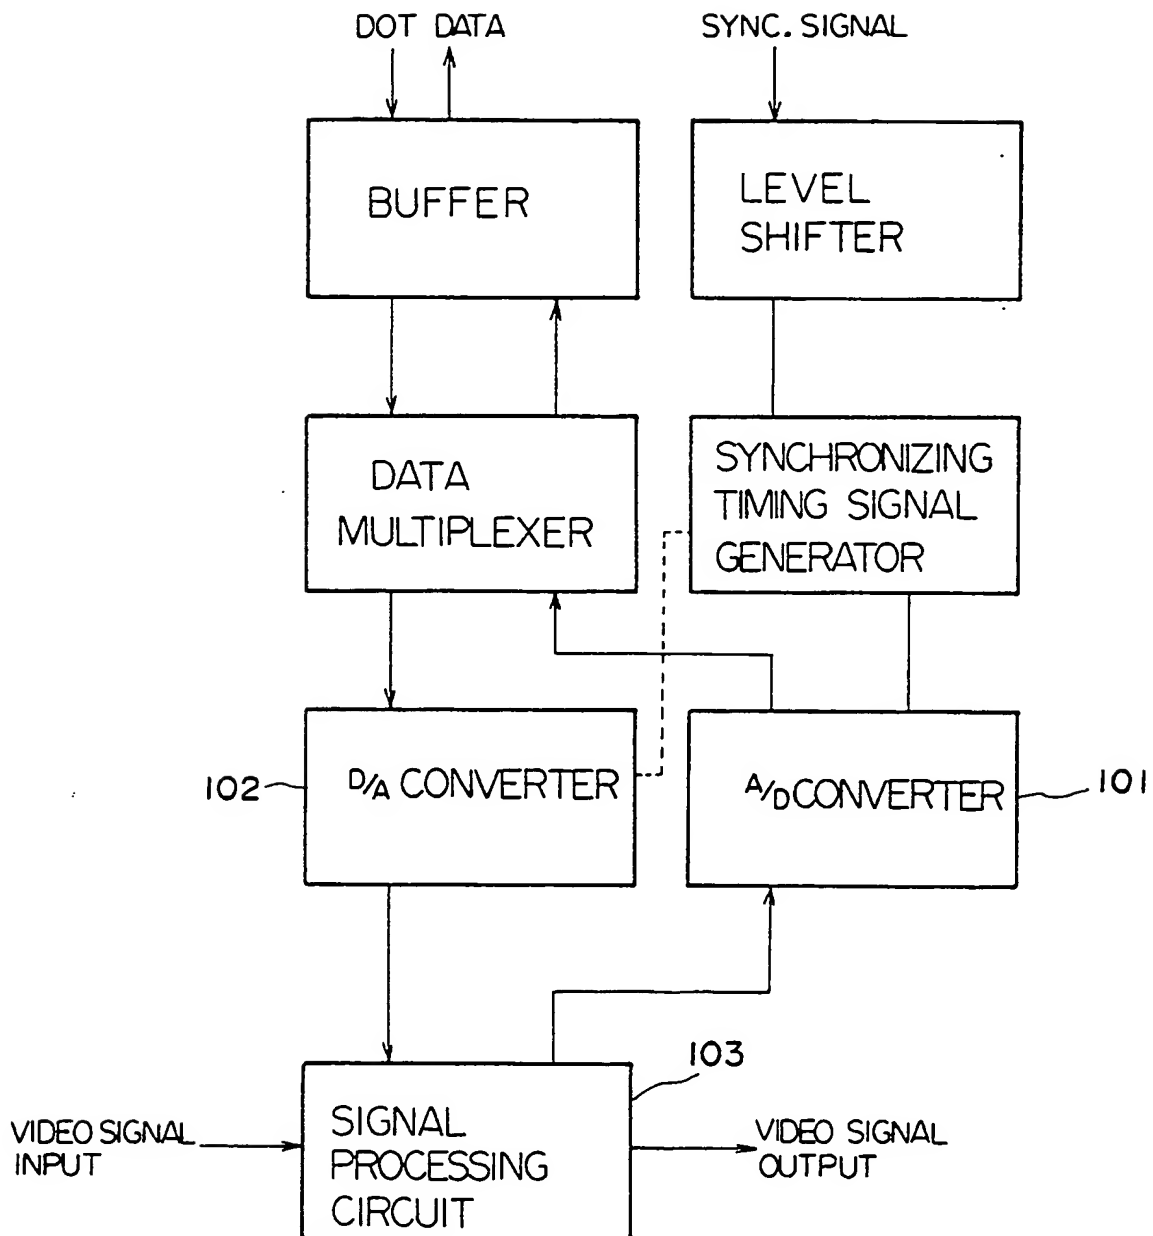 DOT DATA
SYNC. SIGNAL
BUFFER
LEVEL
SHIFTER
DATA
MULTIPLEXER
SYNCHRONIZING
TIMING SIGNAL
GENERATOR
102
D/A CONVERTER
A/D CONVERTER
101
103
VIDEO SIGNAL
INPUT
SIGNAL
PROCESSING
CIRCUIT
VIDEO SIGNAL
OUTPUT